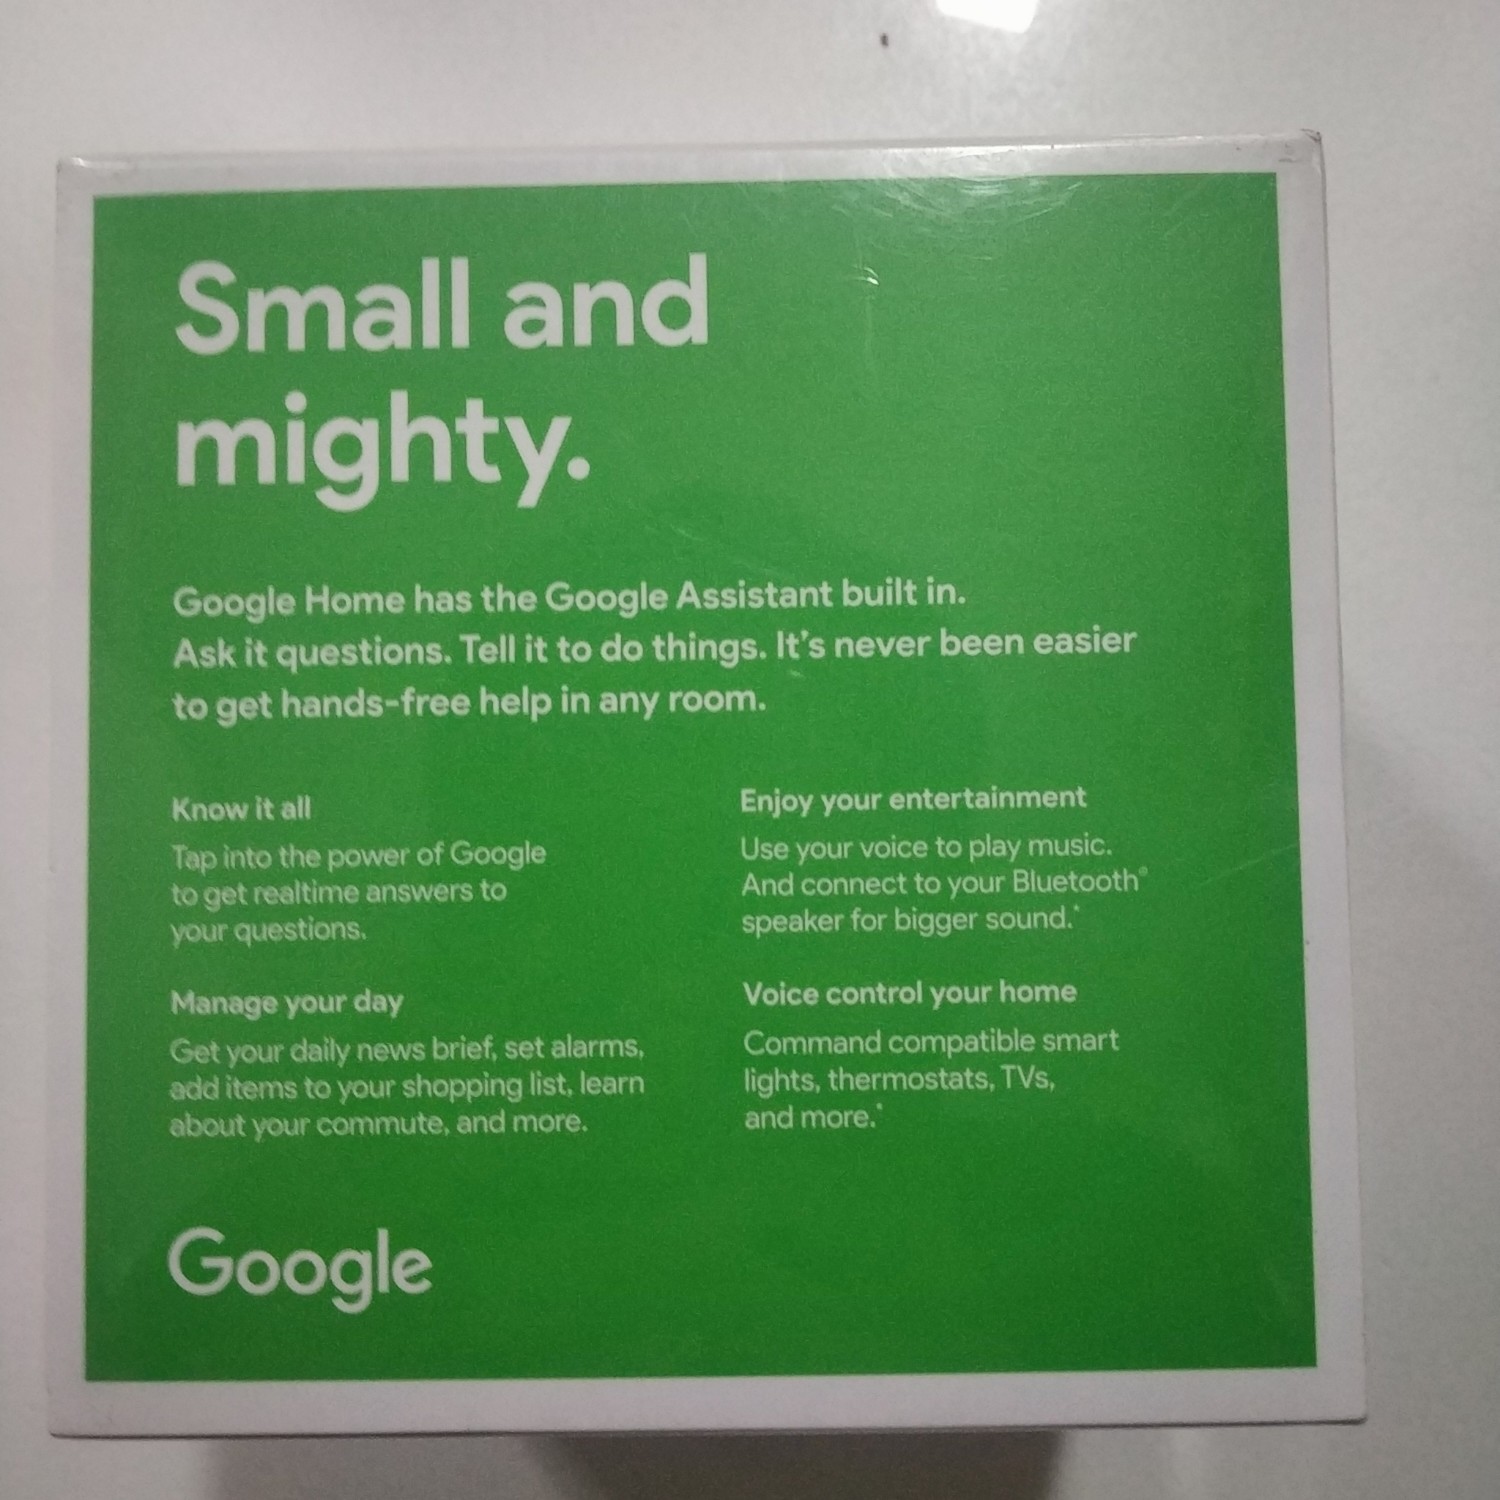 Small and
mighty.
Google Home has the Google Assistant built in.
Ask it questions. Tell it to do things. It's never been easier
to get hands-free help in any room.
Know it all
Tap into the power of Google
to get realtime answers to
your questions.
Manage your day
Get your daily news brief, set alarms,
add items to your shopping list, learn
about your commute, and more.
Enjoy your entertainment
Use your voice to play music.
And connect to your Bluetooth®
speaker for bigger sound.*
Voice control your home
Command compatible smart
lights, thermostats, TVs,
and more.*
Google